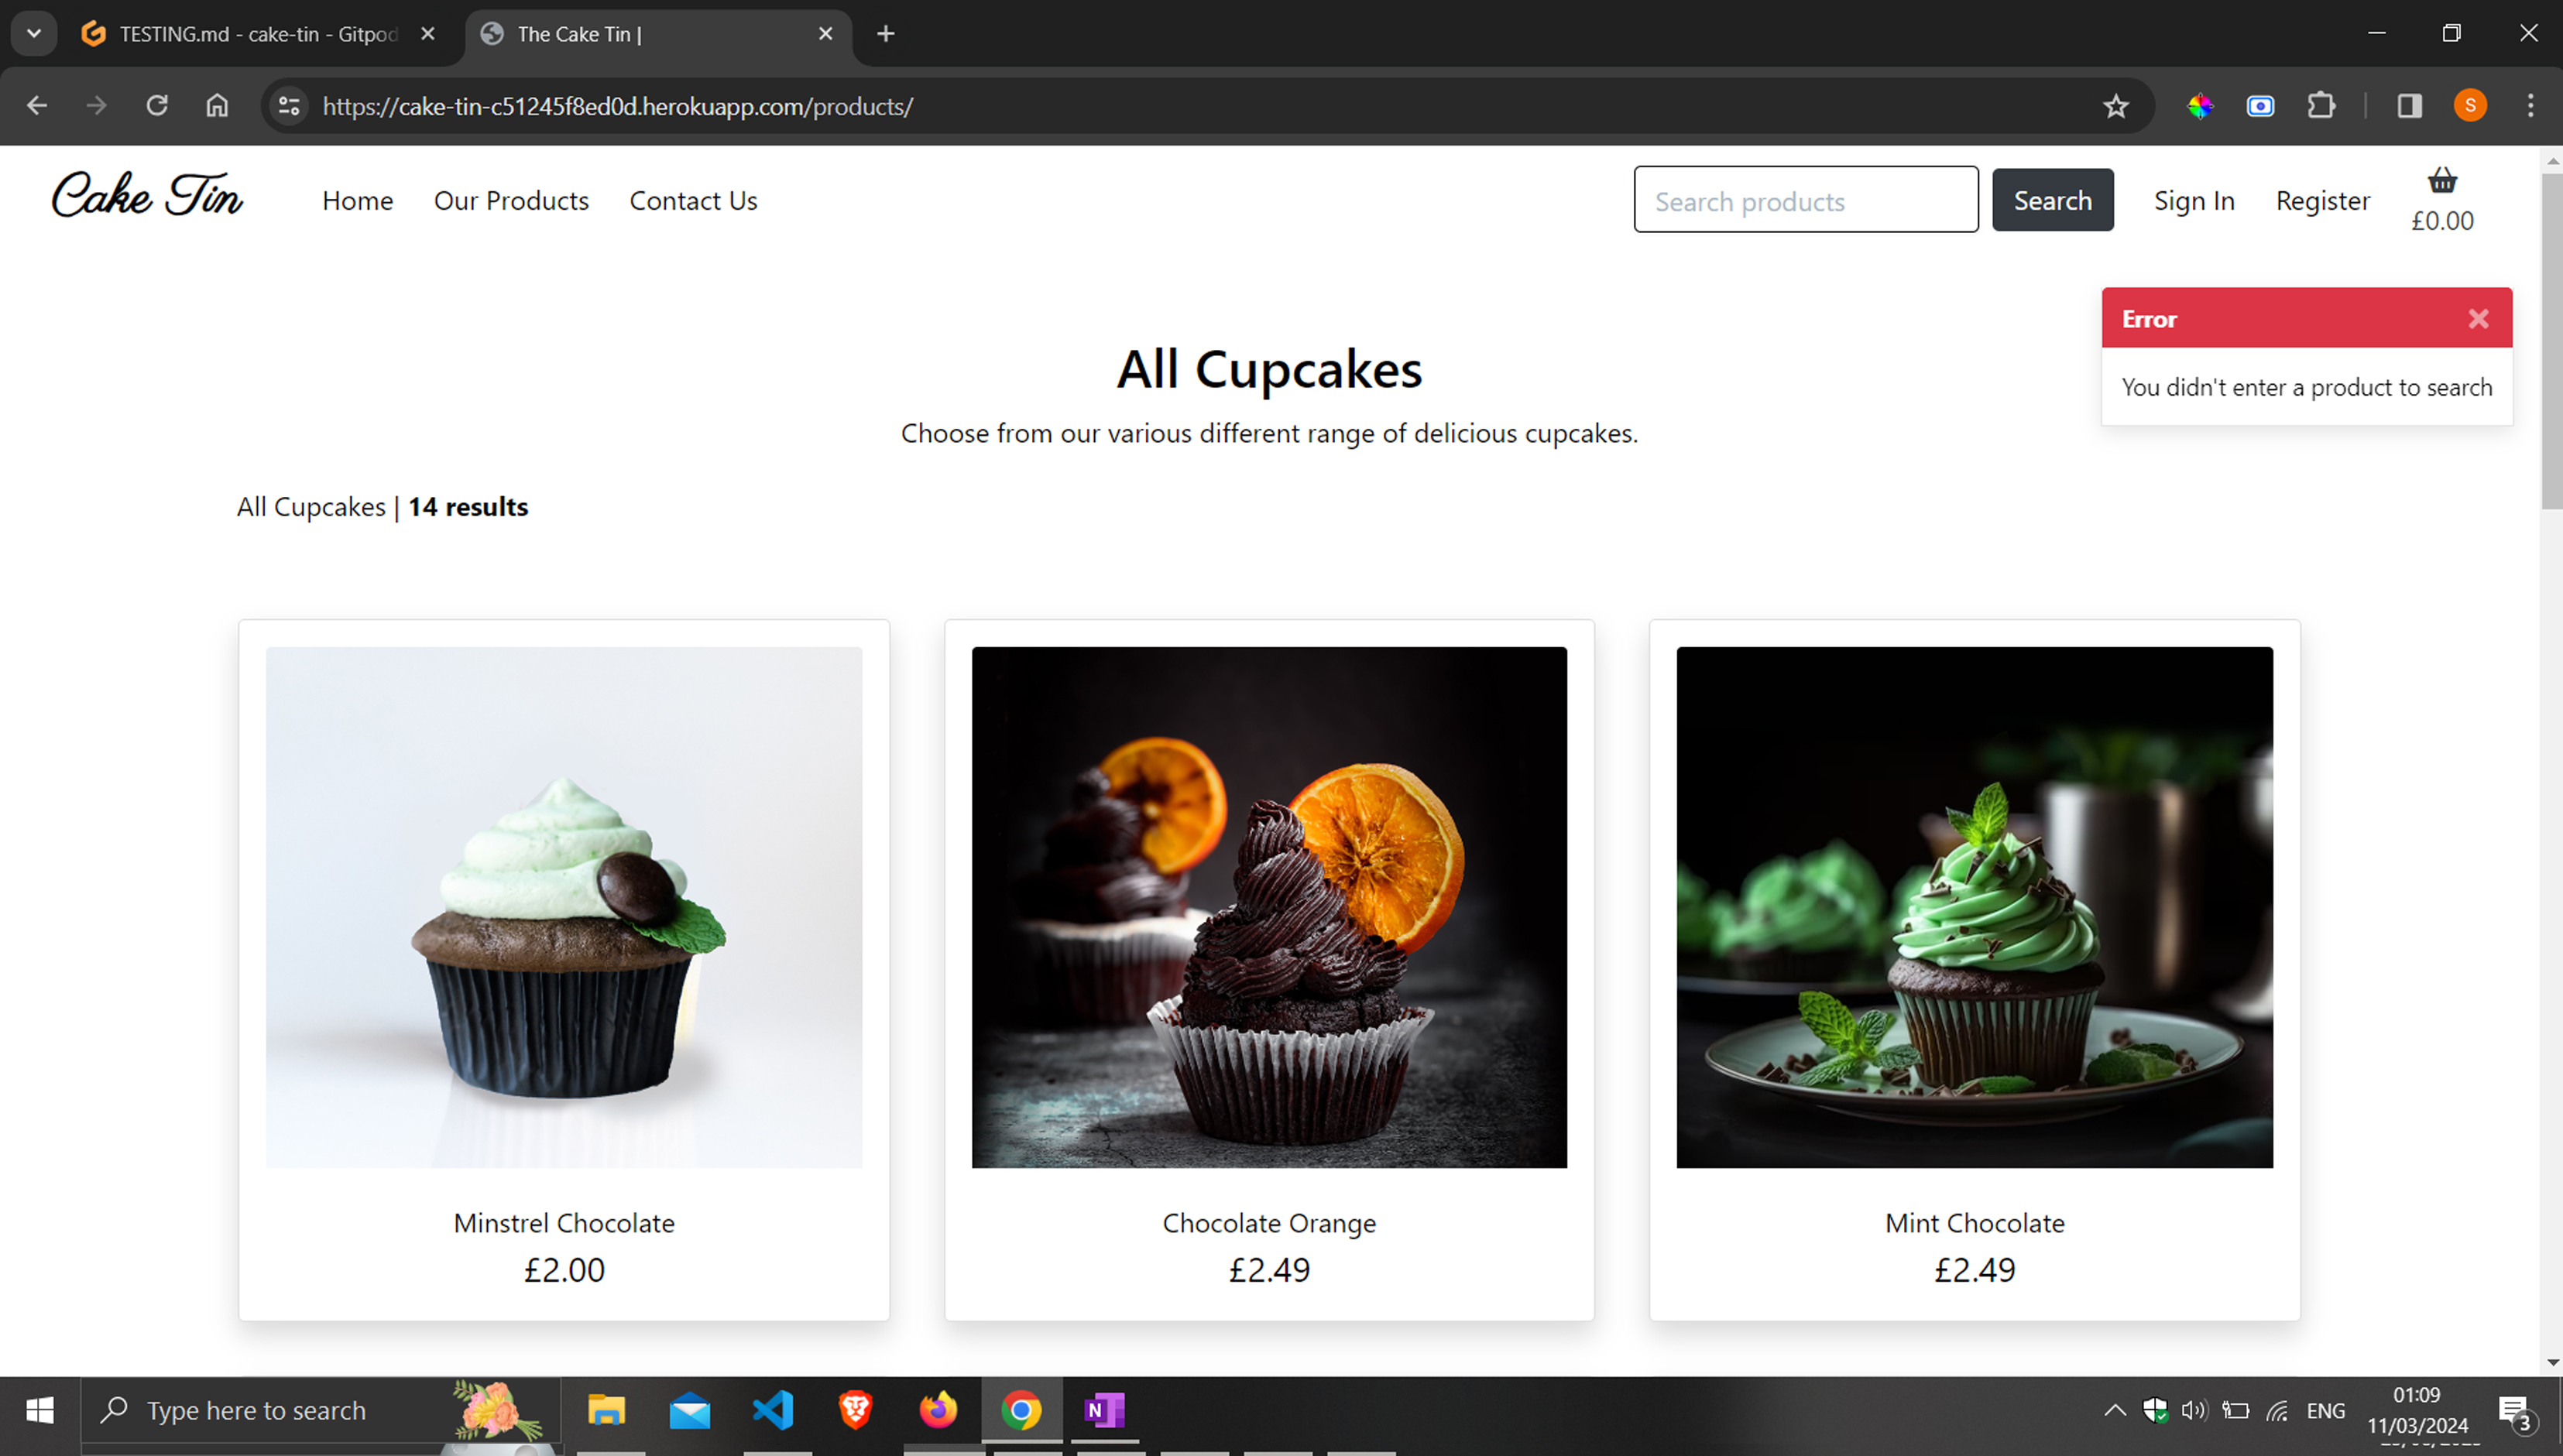 TESTING.md - cake-tin - Gitpod
The Cake Tin |
https://cake-tin-c51245f8ed0d.herokuapp.com/products/
S
Cake Tin
Home
Our Products
Contact Us
Search products
Search
Sign In
Register
£0.00
Error
You didn't enter a product to search
All Cupcakes
Choose from our various different range of delicious cupcakes.
All Cupcakes | 14 results
Minstrel Chocolate
£2.00
Chocolate Orange
£2.49
Mint Chocolate
£2.49
Type here to search
N
ENG
01:09
11/03/2024
3